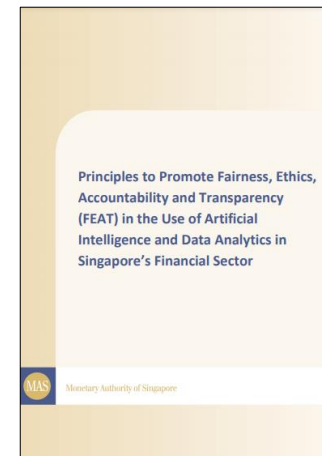 Principles to Promote Fairness, Ethics,
Accountability and Transparency
(FEAT) in the Use of Artificial
Intelligence and Data Analytics in
Singapore's Financial Sector
MAS
Monetary Authority of Singapore